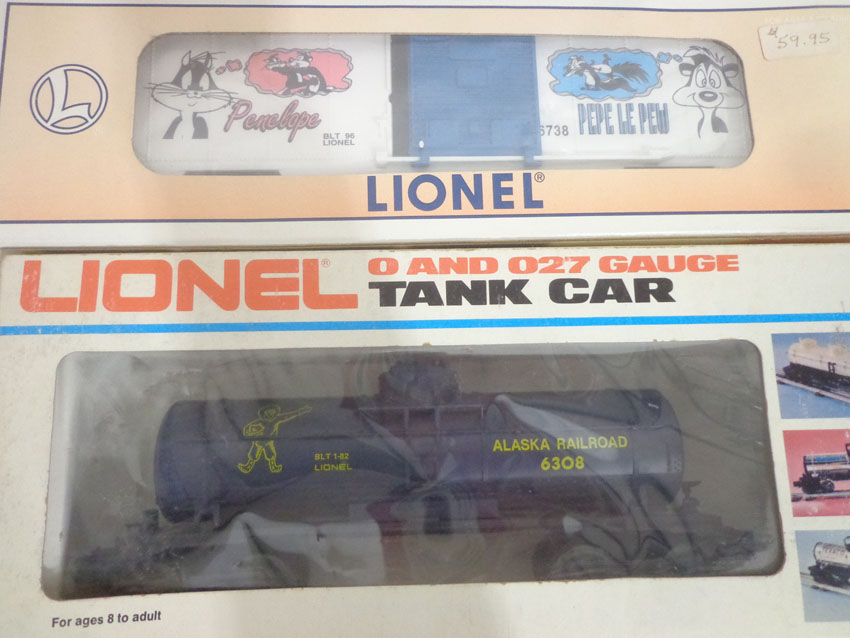 $59.95
Penelope
BLT 96
LIONEL
6738
PEPE LE PEW
L
LIONEL®
LIONEL®
O AND O27 GAUGE
TANK CAR
BLT 1-82
LIONEL
ALASKA RAILROAD
6308
For ages 8 to adult